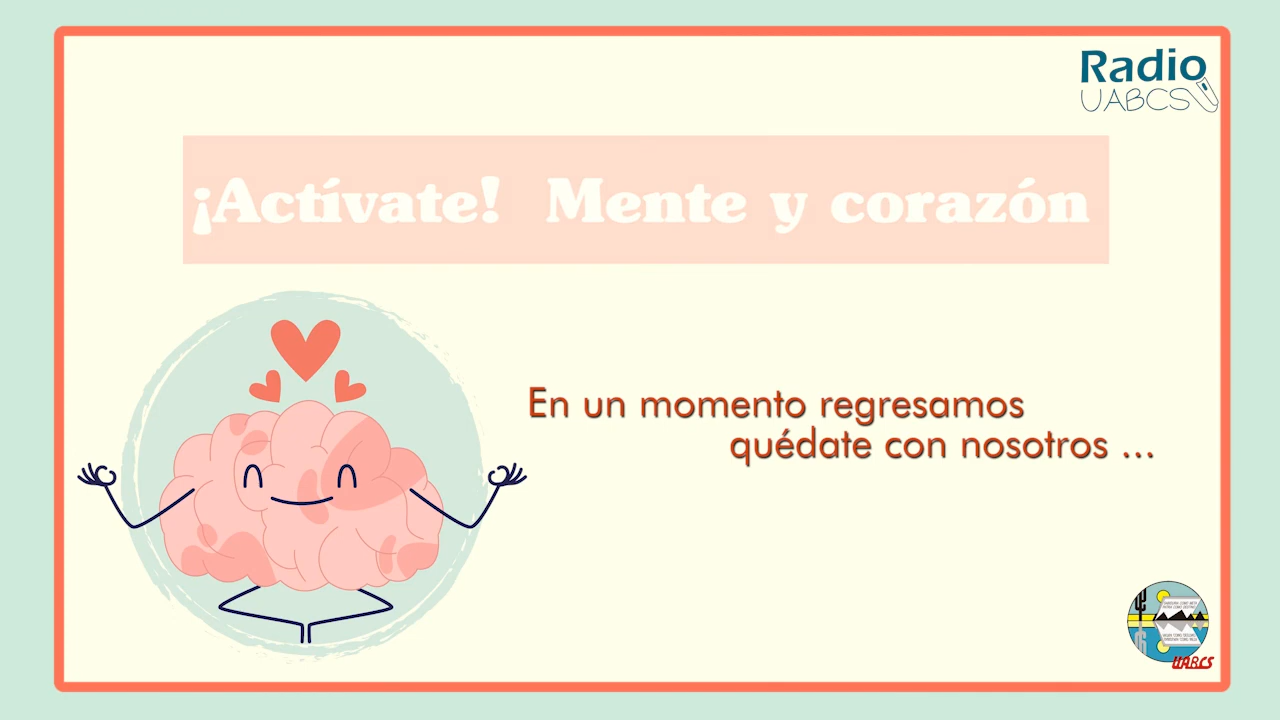 Radio
UABCS
¡Actívate! Mente y corazón
En un momento regresamos
quédate con nosotros ...
UABCS